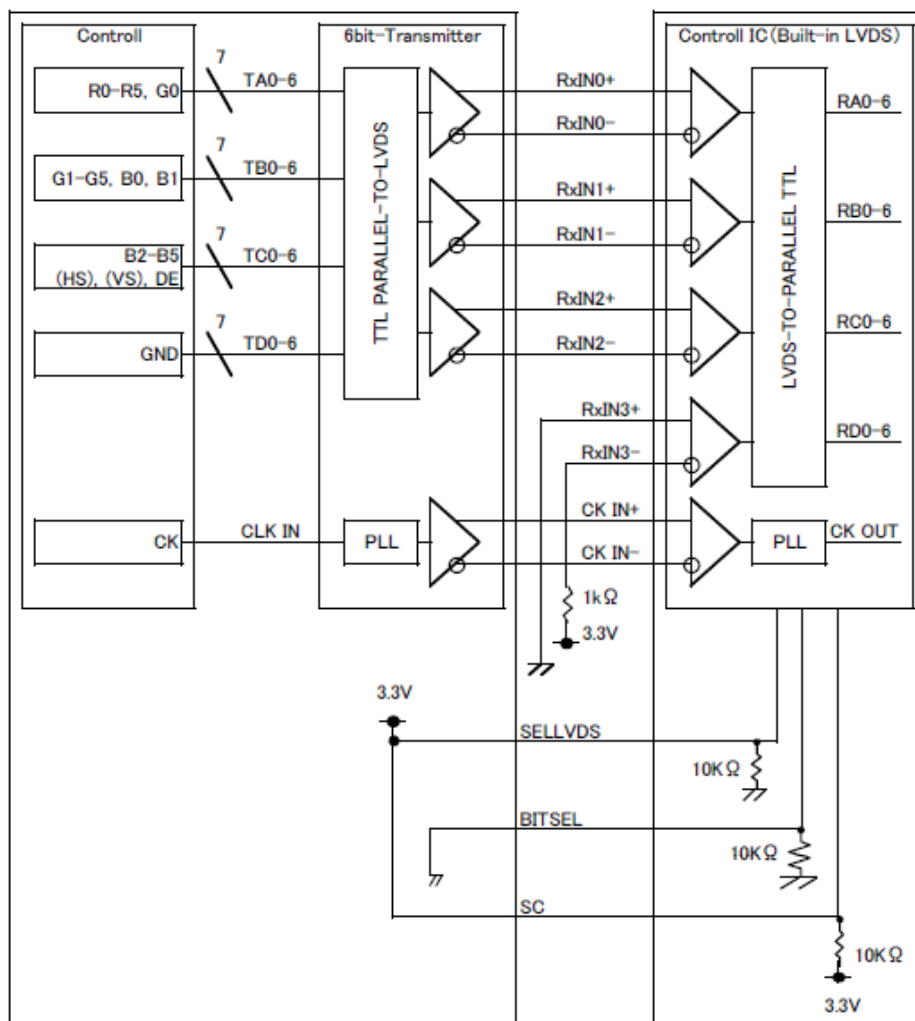 Controll
6bit-Transmitter
Controll IC(Built-in LVDS)
R0-R5, G0
7
TA0-6
RxIN0+
RxIN0-
RA0-6
G1-G5, B0, B1
7
TB0-6
RxIN1+
RxIN1-
RB0-6
B2-B5
(HS), (VS), DE
7
TC0-6
RxIN2+
RxIN2-
RC0-6
GND
7
TD0-6
RxIN3+
RxIN3-
RD0-6
TTL PARALLEL-TO-LVDS
LVDS-TO-PARALLEL TTL
CK
CLK IN
PLL
CK IN+
CK IN-
PLL
CK OUT
1kΩ
3.3V
3.3V
SELLVDS
10KΩ
BITSEL
10KΩ
SC
10KΩ
3.3V